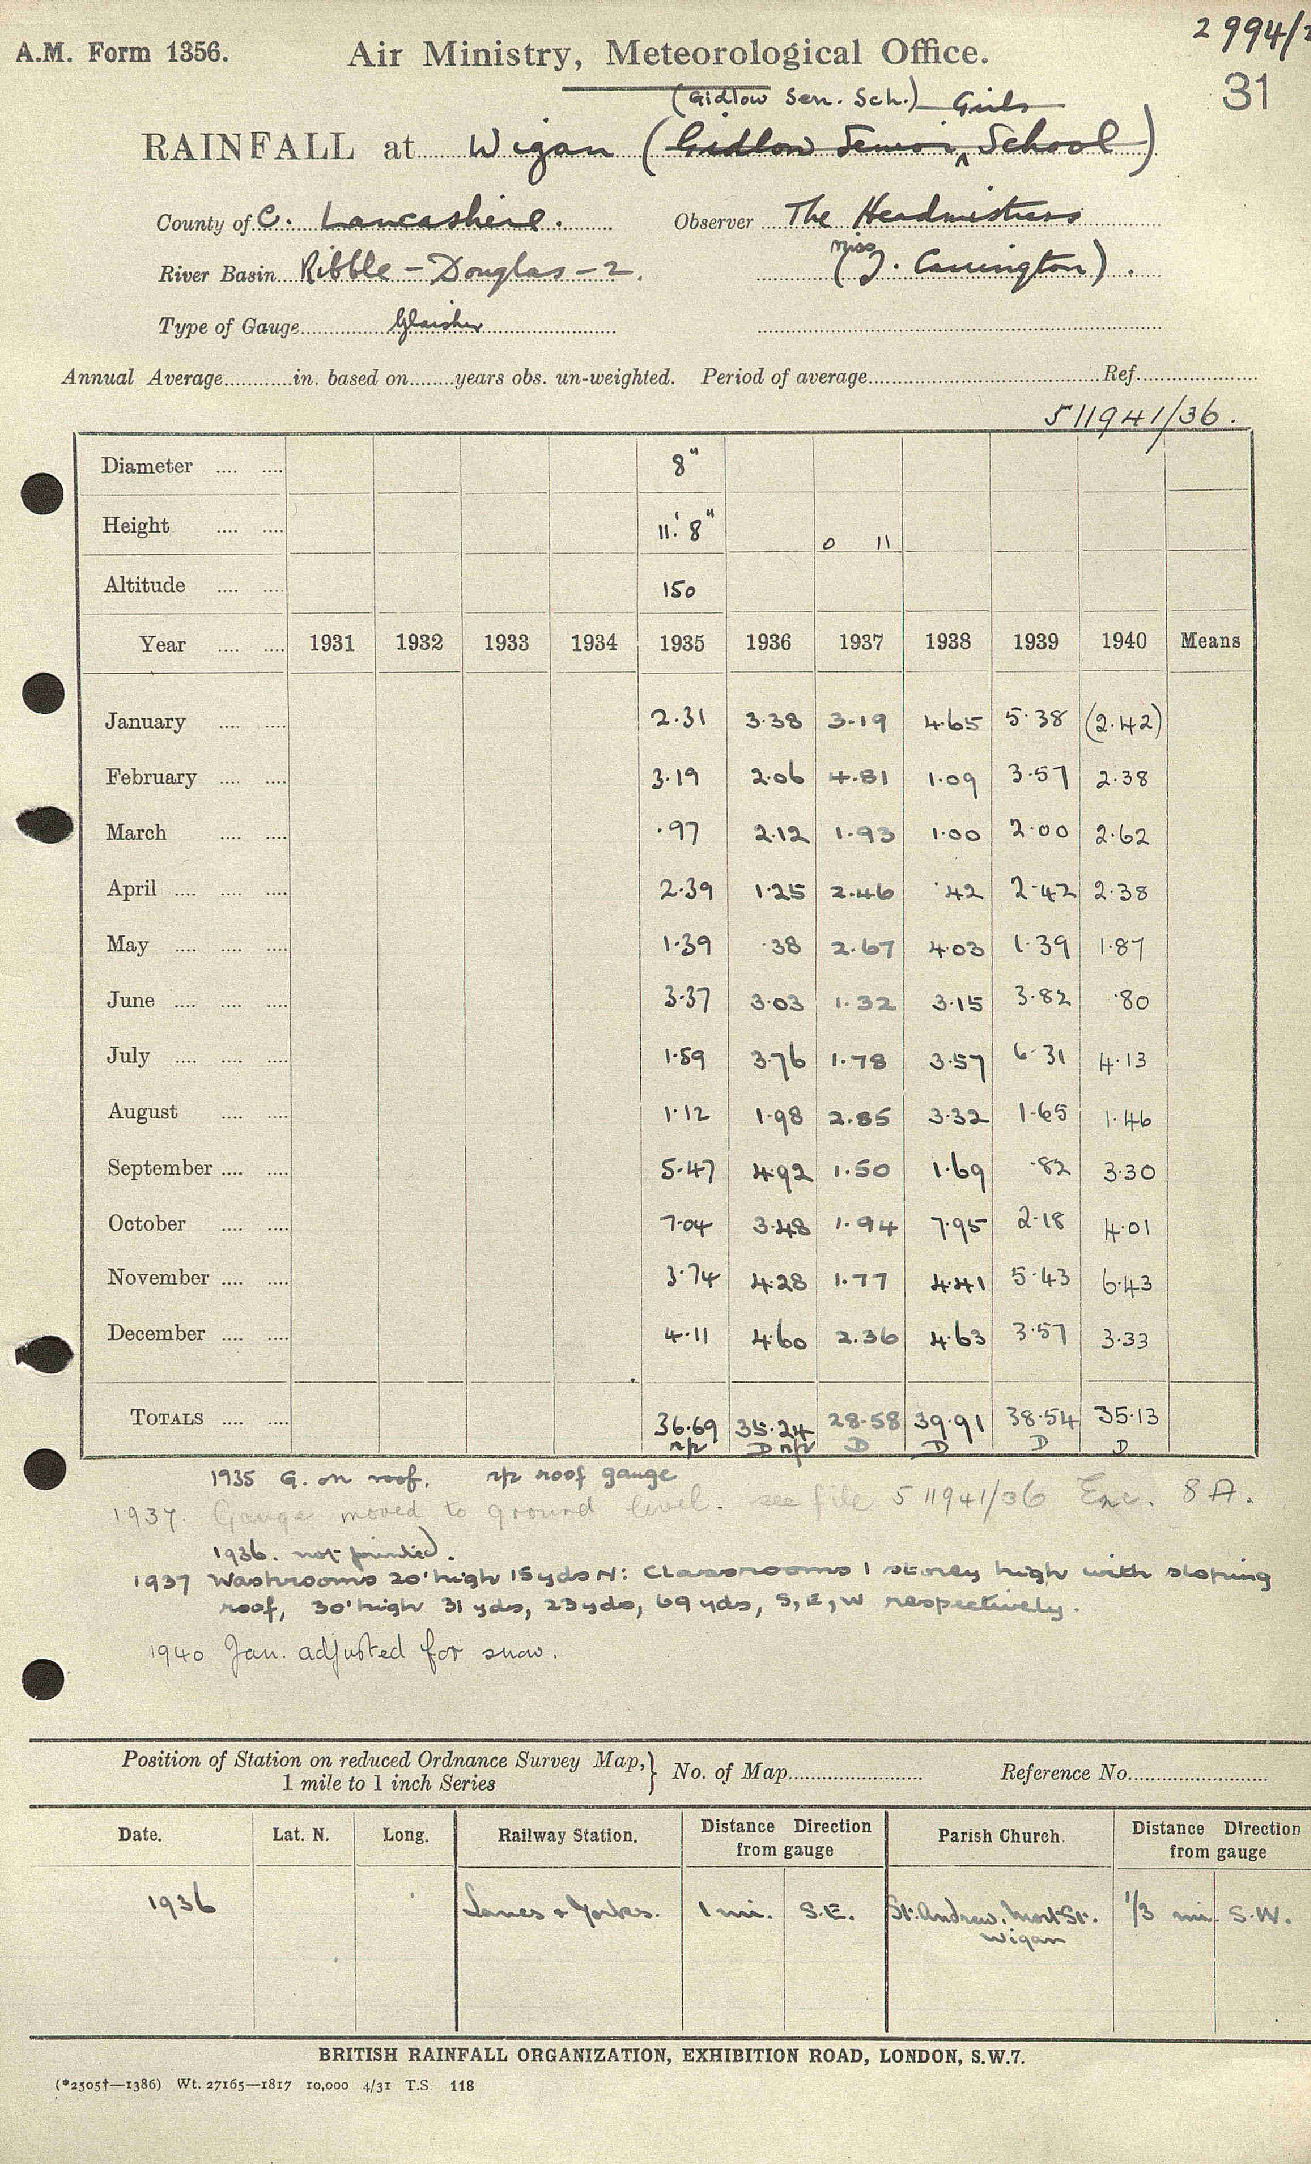 2994/2
A.M. Form 1356. Air Ministry, Meteorological Office. 31
(Gidlow Sen. Sch.) Girls
RAINFALL at Wigan (Gidlow Senior ^ School)
County of C. Lancashire. Observer The Headmistress
River Basin Ribble - Douglas - 2. (Miss J. Carrington).
Type of Gauge Glaisher
Annual Average in. based on years obs. un-weighted. Period of average Ref.
511941/36.
Diameter 8"
Height 11' 8" 0 11
Altitude 150
Year 1931 1932 1933 1934 1935 1936 1937 1938 1939 1940 Means
January 2.31 3.38 3.19 4.65 5.38 (2.42)
February 3.19 2.06 4.81 1.09 3.57 2.38
March .97 2.12 1.93 1.00 2.00 2.62
April 2.39 1.25 2.46 .42 2.42 2.38
May 1.39 .38 2.67 4.03 1.39 1.87
June 3.37 3.03 1.32 3.15 3.82 .80
July 1.59 3.76 1.78 3.57 6.31 4.13
August 1.12 1.98 2.85 3.32 1.65 1.46
September 5.47 4.92 1.50 1.69 .82 3.30
October 7.04 3.48 1.94 7.95 2.18 4.01
November 3.74 4.28 1.77 4.41 5.43 6.43
December 4.11 4.60 2.36 4.63 3.57 3.33
TOTALS 36.69 35.24 28.58 39.91 38.54 35.13
r/g D r/g D D D D
1935 G. on roof. r/g roof gauge
1937. Gauge moved to ground level. see file 511941/36 Enc. 8A.
1936. not printed).
1937 Washrooms 20' high 15 yds N: Classrooms 1 storey high with sloping
roof, 30' high 31 yds, 23 yds, 69 yds, S, E, W respectively.
1940 Jan. adjusted for snow.
Position of Station on reduced Ordnance Survey Map, 1 mile to 1 inch Series } No. of Map Reference No.
Date. Lat. N. Long. Railway Station. Distance Direction from gauge Parish Church. Distance Direction from gauge
1936 Lancs & Yorks. 1 mi. S.E. St. Andrew. Mort St. Wigan 1/3 mi. S.W.
BRITISH RAINFALL ORGANIZATION, EXHIBITION ROAD, LONDON, S.W.7.
(*2505†—1386) Wt. 27165—1817 10,000 4/31 T.S 118